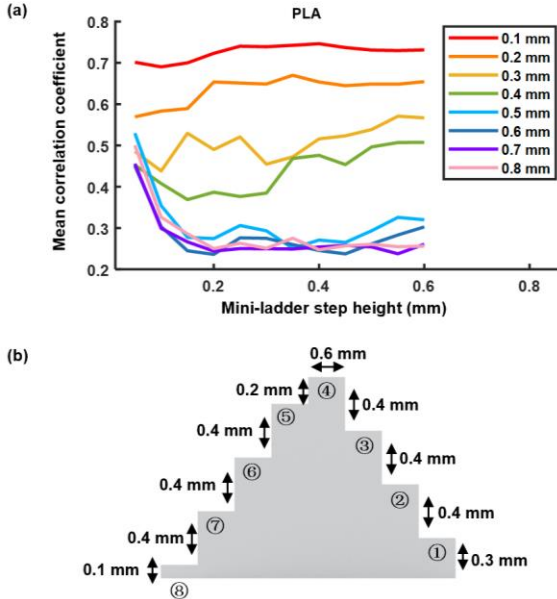 (a)
PLA
Mean correlation coefficient
0.8
0.7
0.6
0.5
0.4
0.3
0.2
0.2
0.4
0.6
0.8
Mini-ladder step height (mm)
0.1 mm
0.2 mm
0.3 mm
0.4 mm
0.5 mm
0.6 mm
0.7 mm
0.8 mm
(b)
0.6 mm
0.2 mm
④
0.4 mm
⑤
0.4 mm
③
0.4 mm
⑥
0.4 mm
②
0.4 mm
⑦
0.4 mm
①
0.3 mm
0.1 mm
⑧